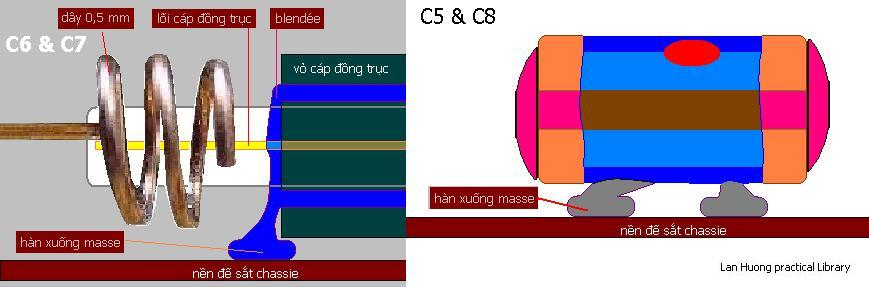 dây 0,5 mm
lỗi cáp đồng trục
blendée
C6 & C7
vỏ cáp đồng trục
hàn xuống masse
nền đế sắt chassie
C5 & C8
hàn xuống masse
nền đế sắt chassie
Lan Huong practical Library